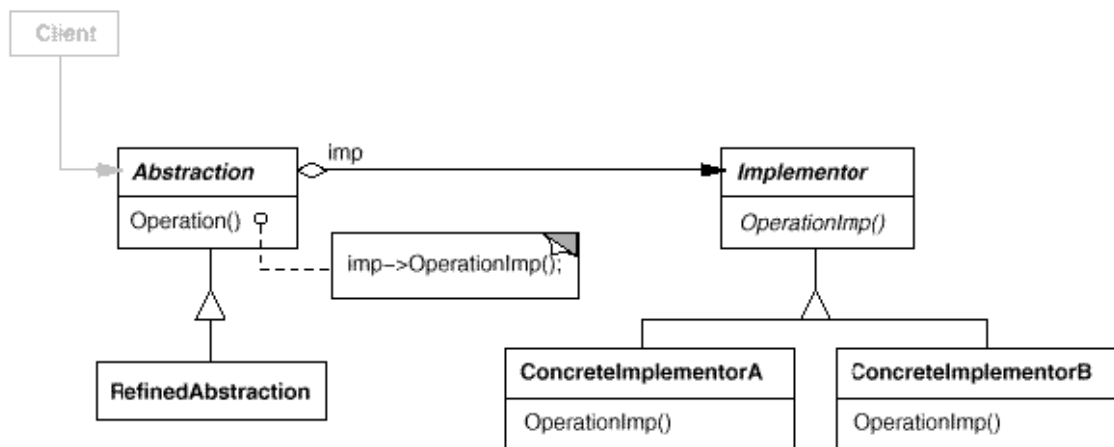 Client
imp
Abstraction
Implementor
Operation()
OperationImp()
imp->OperationImp();
RefinedAbstraction
ConcreteImplementorA
ConcreteImplementorB
OperationImp()
OperationImp()